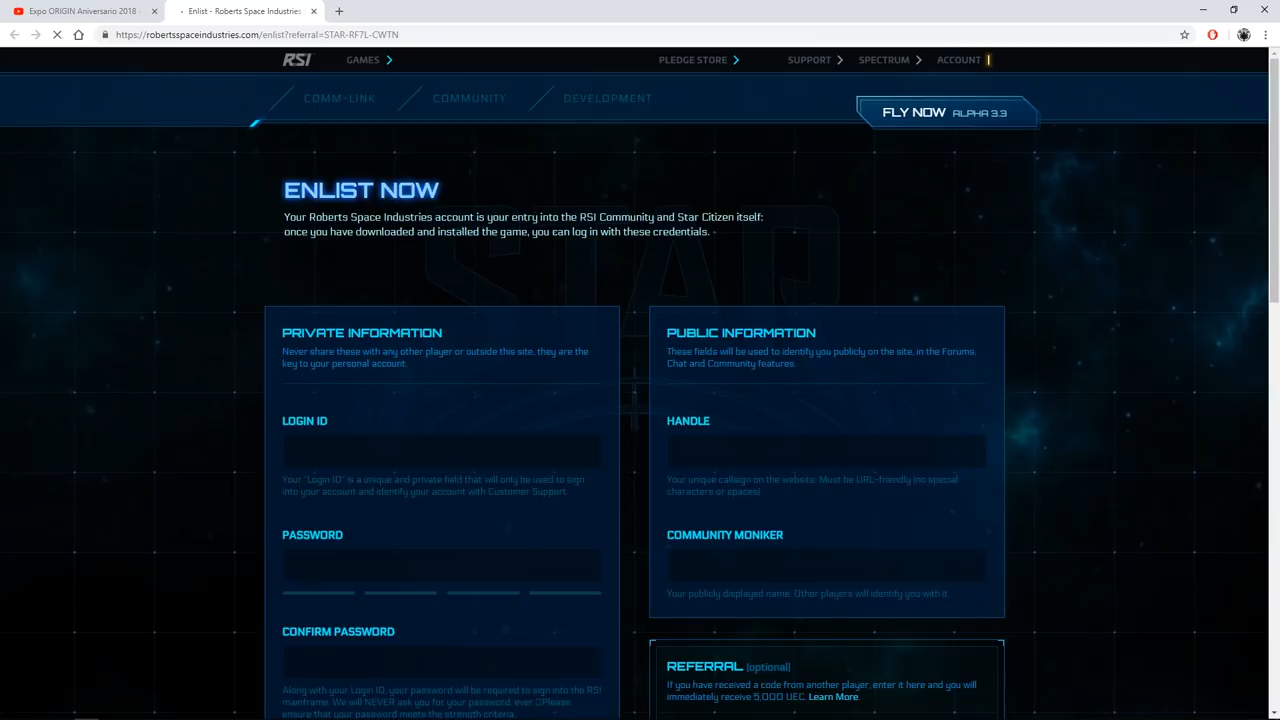 Expo ORIGIN Aniversario 2018 -
Enlist - Roberts Space Industries
https://robertsspaceindustries.com/enlist?referral=STAR-RF7L-CWTN
RSI
GAMES
PLEDGE STORE
SUPPORT
SPECTRUM
ACCOUNT
COMM-LINK
COMMUNITY
DEVELOPMENT
FLY NOW ALPHA 3.3
ENLIST NOW
Your Roberts Space Industries account is your entry into the RSI Community and Star Citizen itself;
once you have downloaded and installed the game, you can log in with these credentials.
STAR
PRIVATE INFORMATION
Never share these with any other player or outside this site, they are the
key to your personal account.
LOGIN ID
Your "Login ID" is a unique and private field that will only be used to sign
into your account and identify your account with Customer Support.
PASSWORD
CONFIRM PASSWORD
Along with your Login ID, your password will be required to sign into the RSI
mainframe. We will NEVER ask you for your password, ever. Please
ensure that your password meets the strength criteria.
PUBLIC INFORMATION
These fields will be used to identify you publicly on the site, in the Forums,
Chat and Community features.
HANDLE
Your unique callsign on the website. Must be URL-friendly (no special
characters or spaces)
COMMUNITY MONIKER
Your publicly displayed name. Other players will identify you with it.
REFERRAL (optional)
If you have received a code from another player, enter it here and you will
immediately receive 5,000 UEC. Learn More.